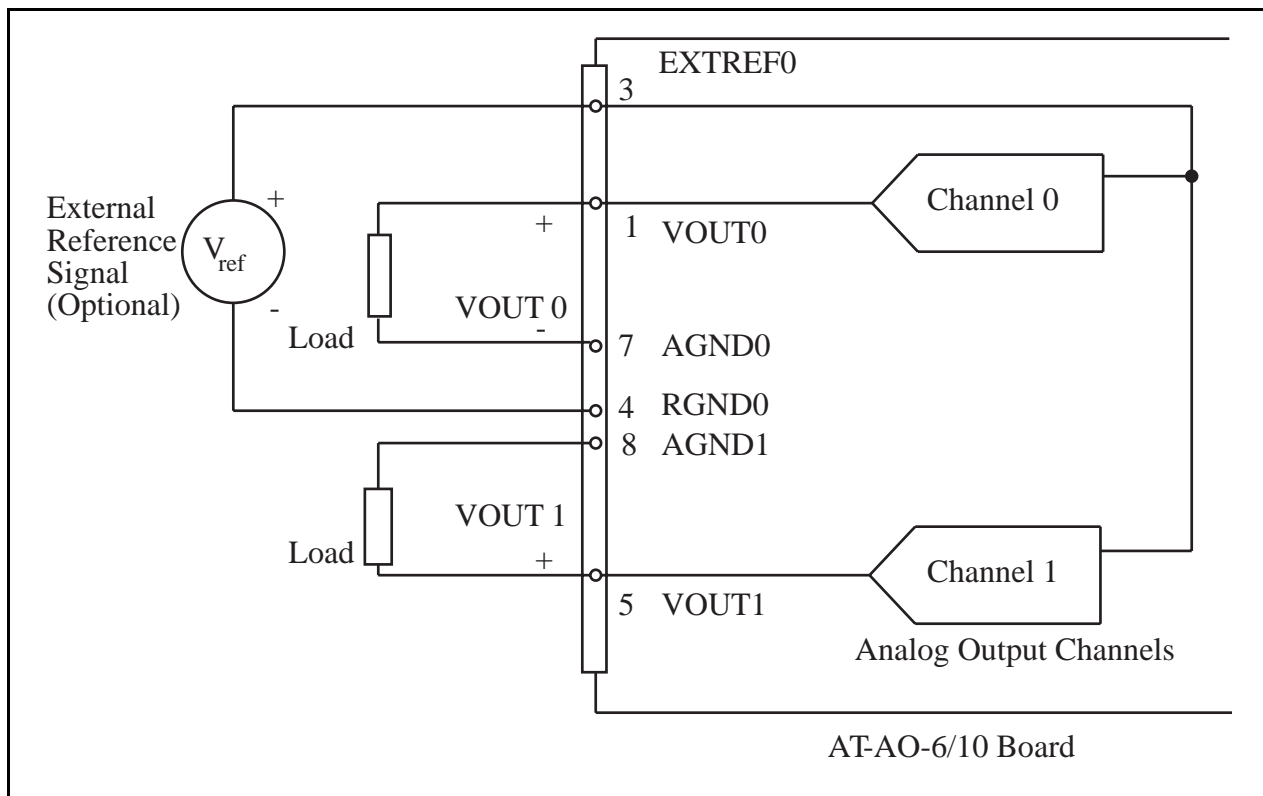 EXTREF0
3
Channel 0
+
External
Reference
Signal
(Optional)
V
ref
-
+
1 VOUT0
VOUT 0
-
Load
7 AGND0
4 RGND0
8 AGND1
VOUT 1
Load
+
Channel 1
5 VOUT1
Analog Output Channels
AT-AO-6/10 Board